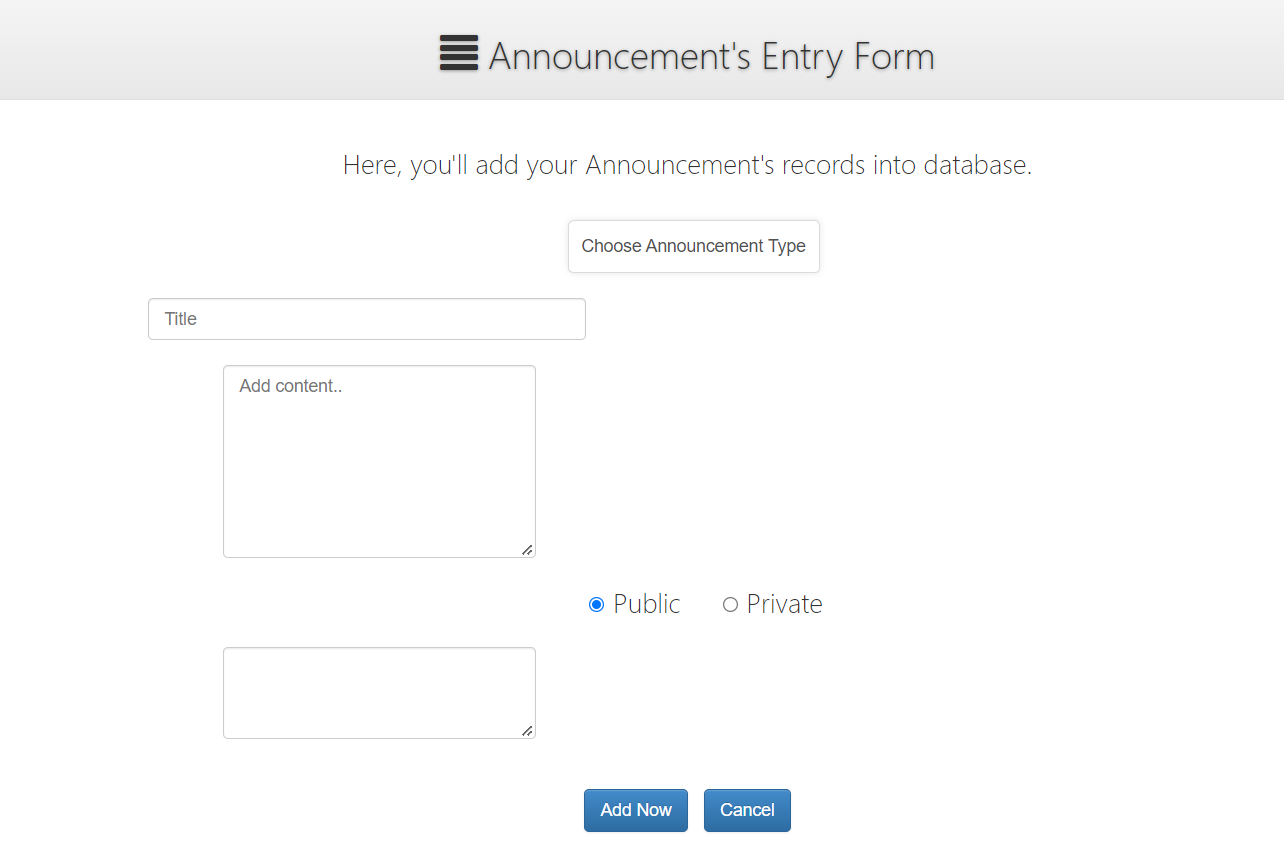 Announcement's Entry Form
Here, you'll add your Announcement's records into database.
Choose Announcement Type
Title
Add content..
Public Private
Add Now Cancel